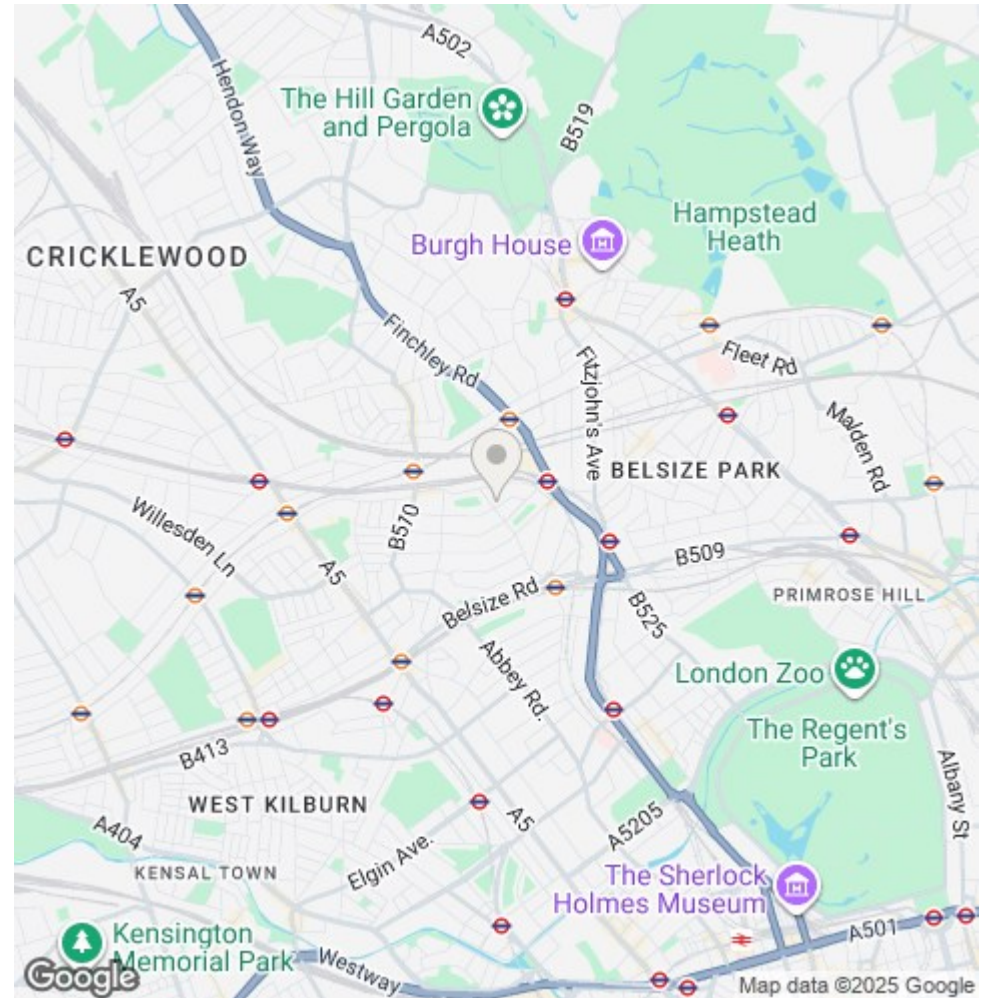 A502
Hendon Way
The Hill Garden
and Pergola
B519
Hampstead
Heath
Burgh House
CRICKLEWOOD
A5
Finchley Rd
Fitzjohn's Ave
Fleet Rd
Malden Rd
BELSIZE PARK
Willesden Ln
B510
A5
B509
Belsize Rd
B525
PRIMROSE HILL
Abbey Rd.
London Zoo
The Regent's
Park
B413
Albany St
WEST KILBURN
A5
A5205
A404
Elgin Ave.
KENSAL TOWN
The Sherlock
Holmes Museum
Kensington
Memorial Park
A501
Westway
Google
Map data ©2025 Google